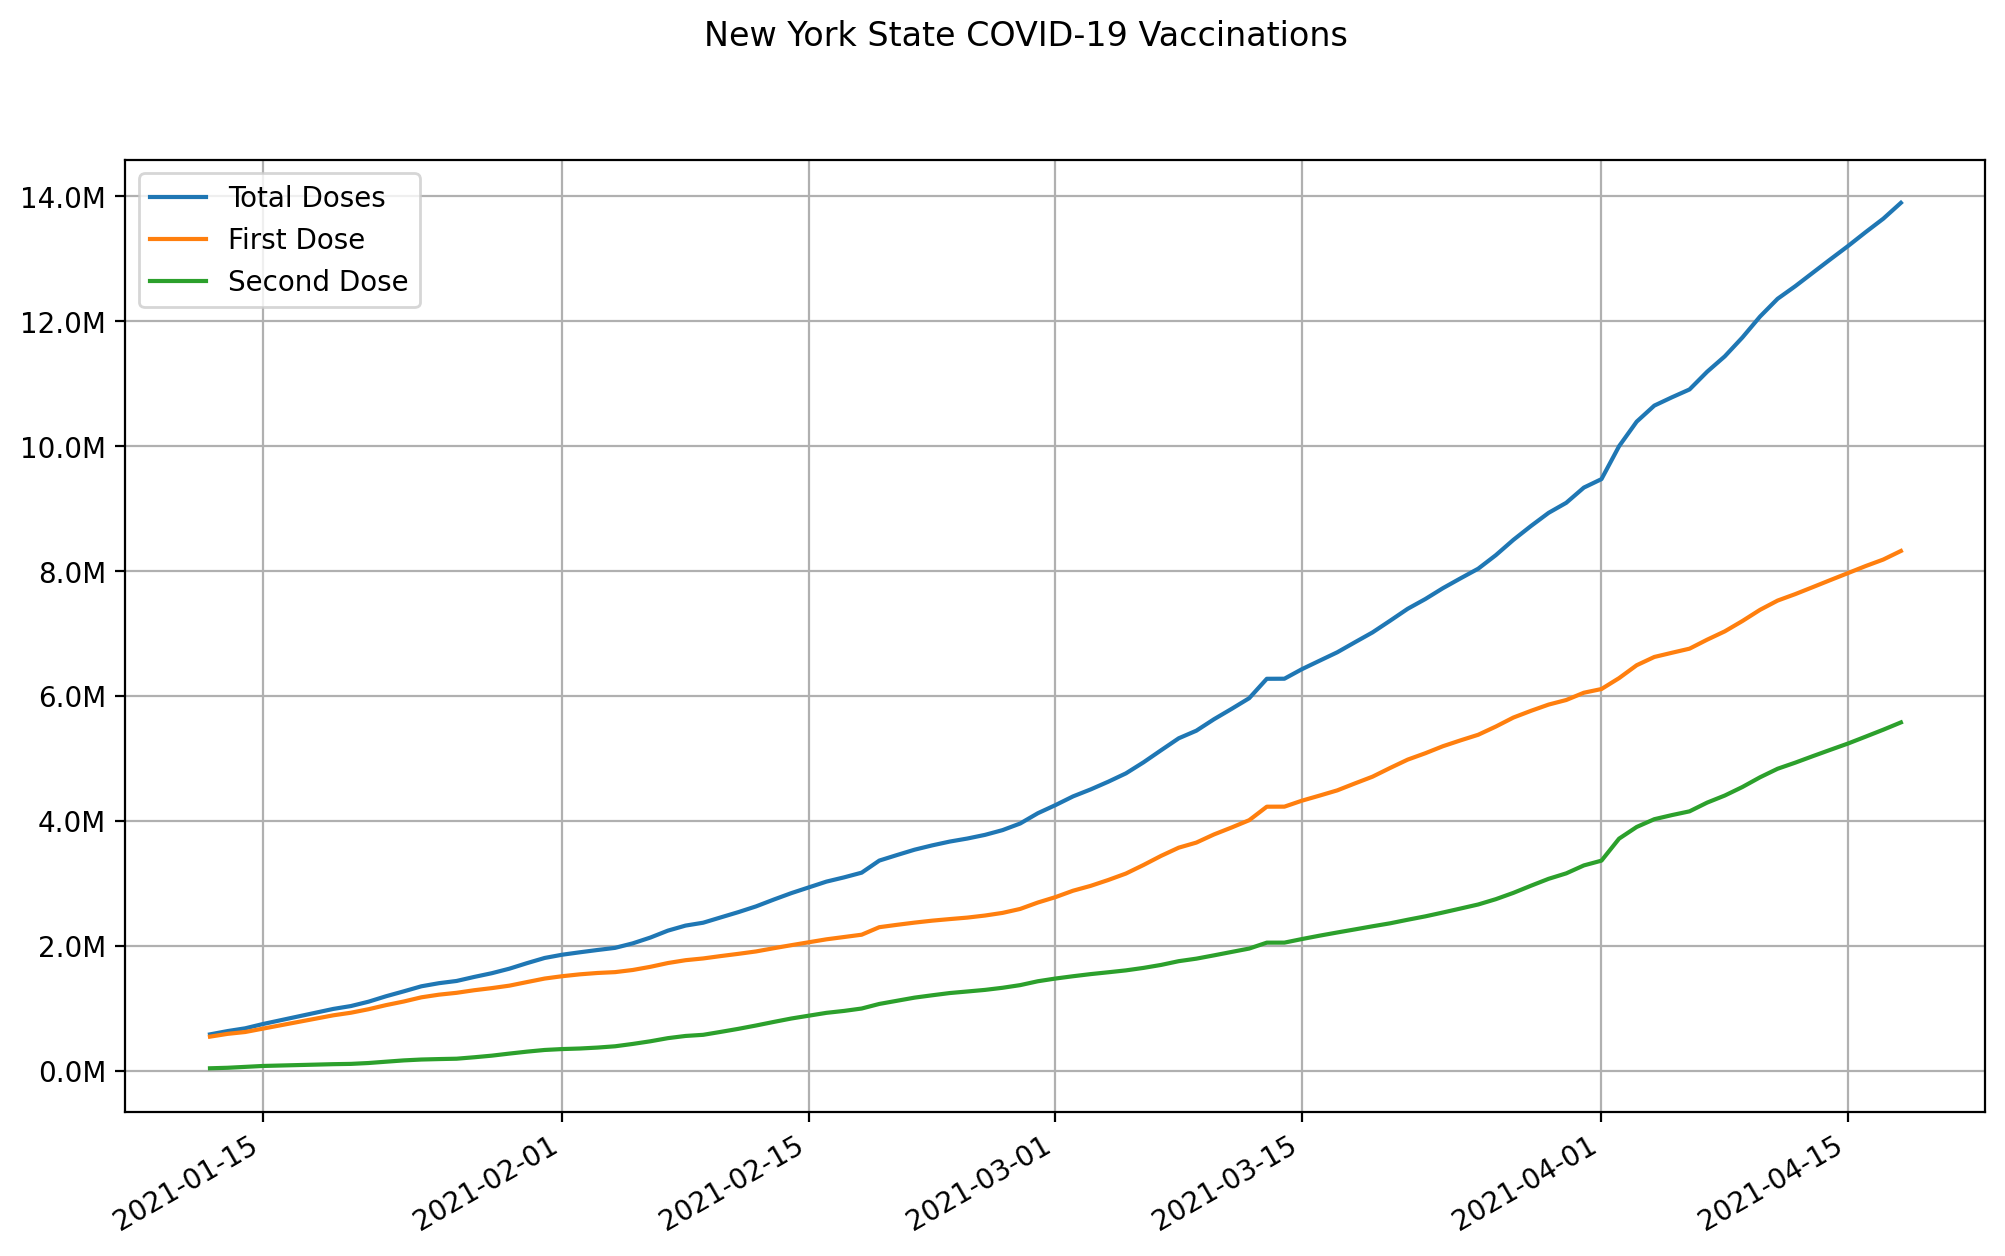 New York State COVID-19 Vaccinations
14.0M
12.0M
10.0M
8.0M
6.0M
4.0M
2.0M
0.0M
Total Doses
First Dose
Second Dose
2021-01-15
2021-02-01
2021-02-15
2021-03-01
2021-03-15
2021-04-01
2021-04-15